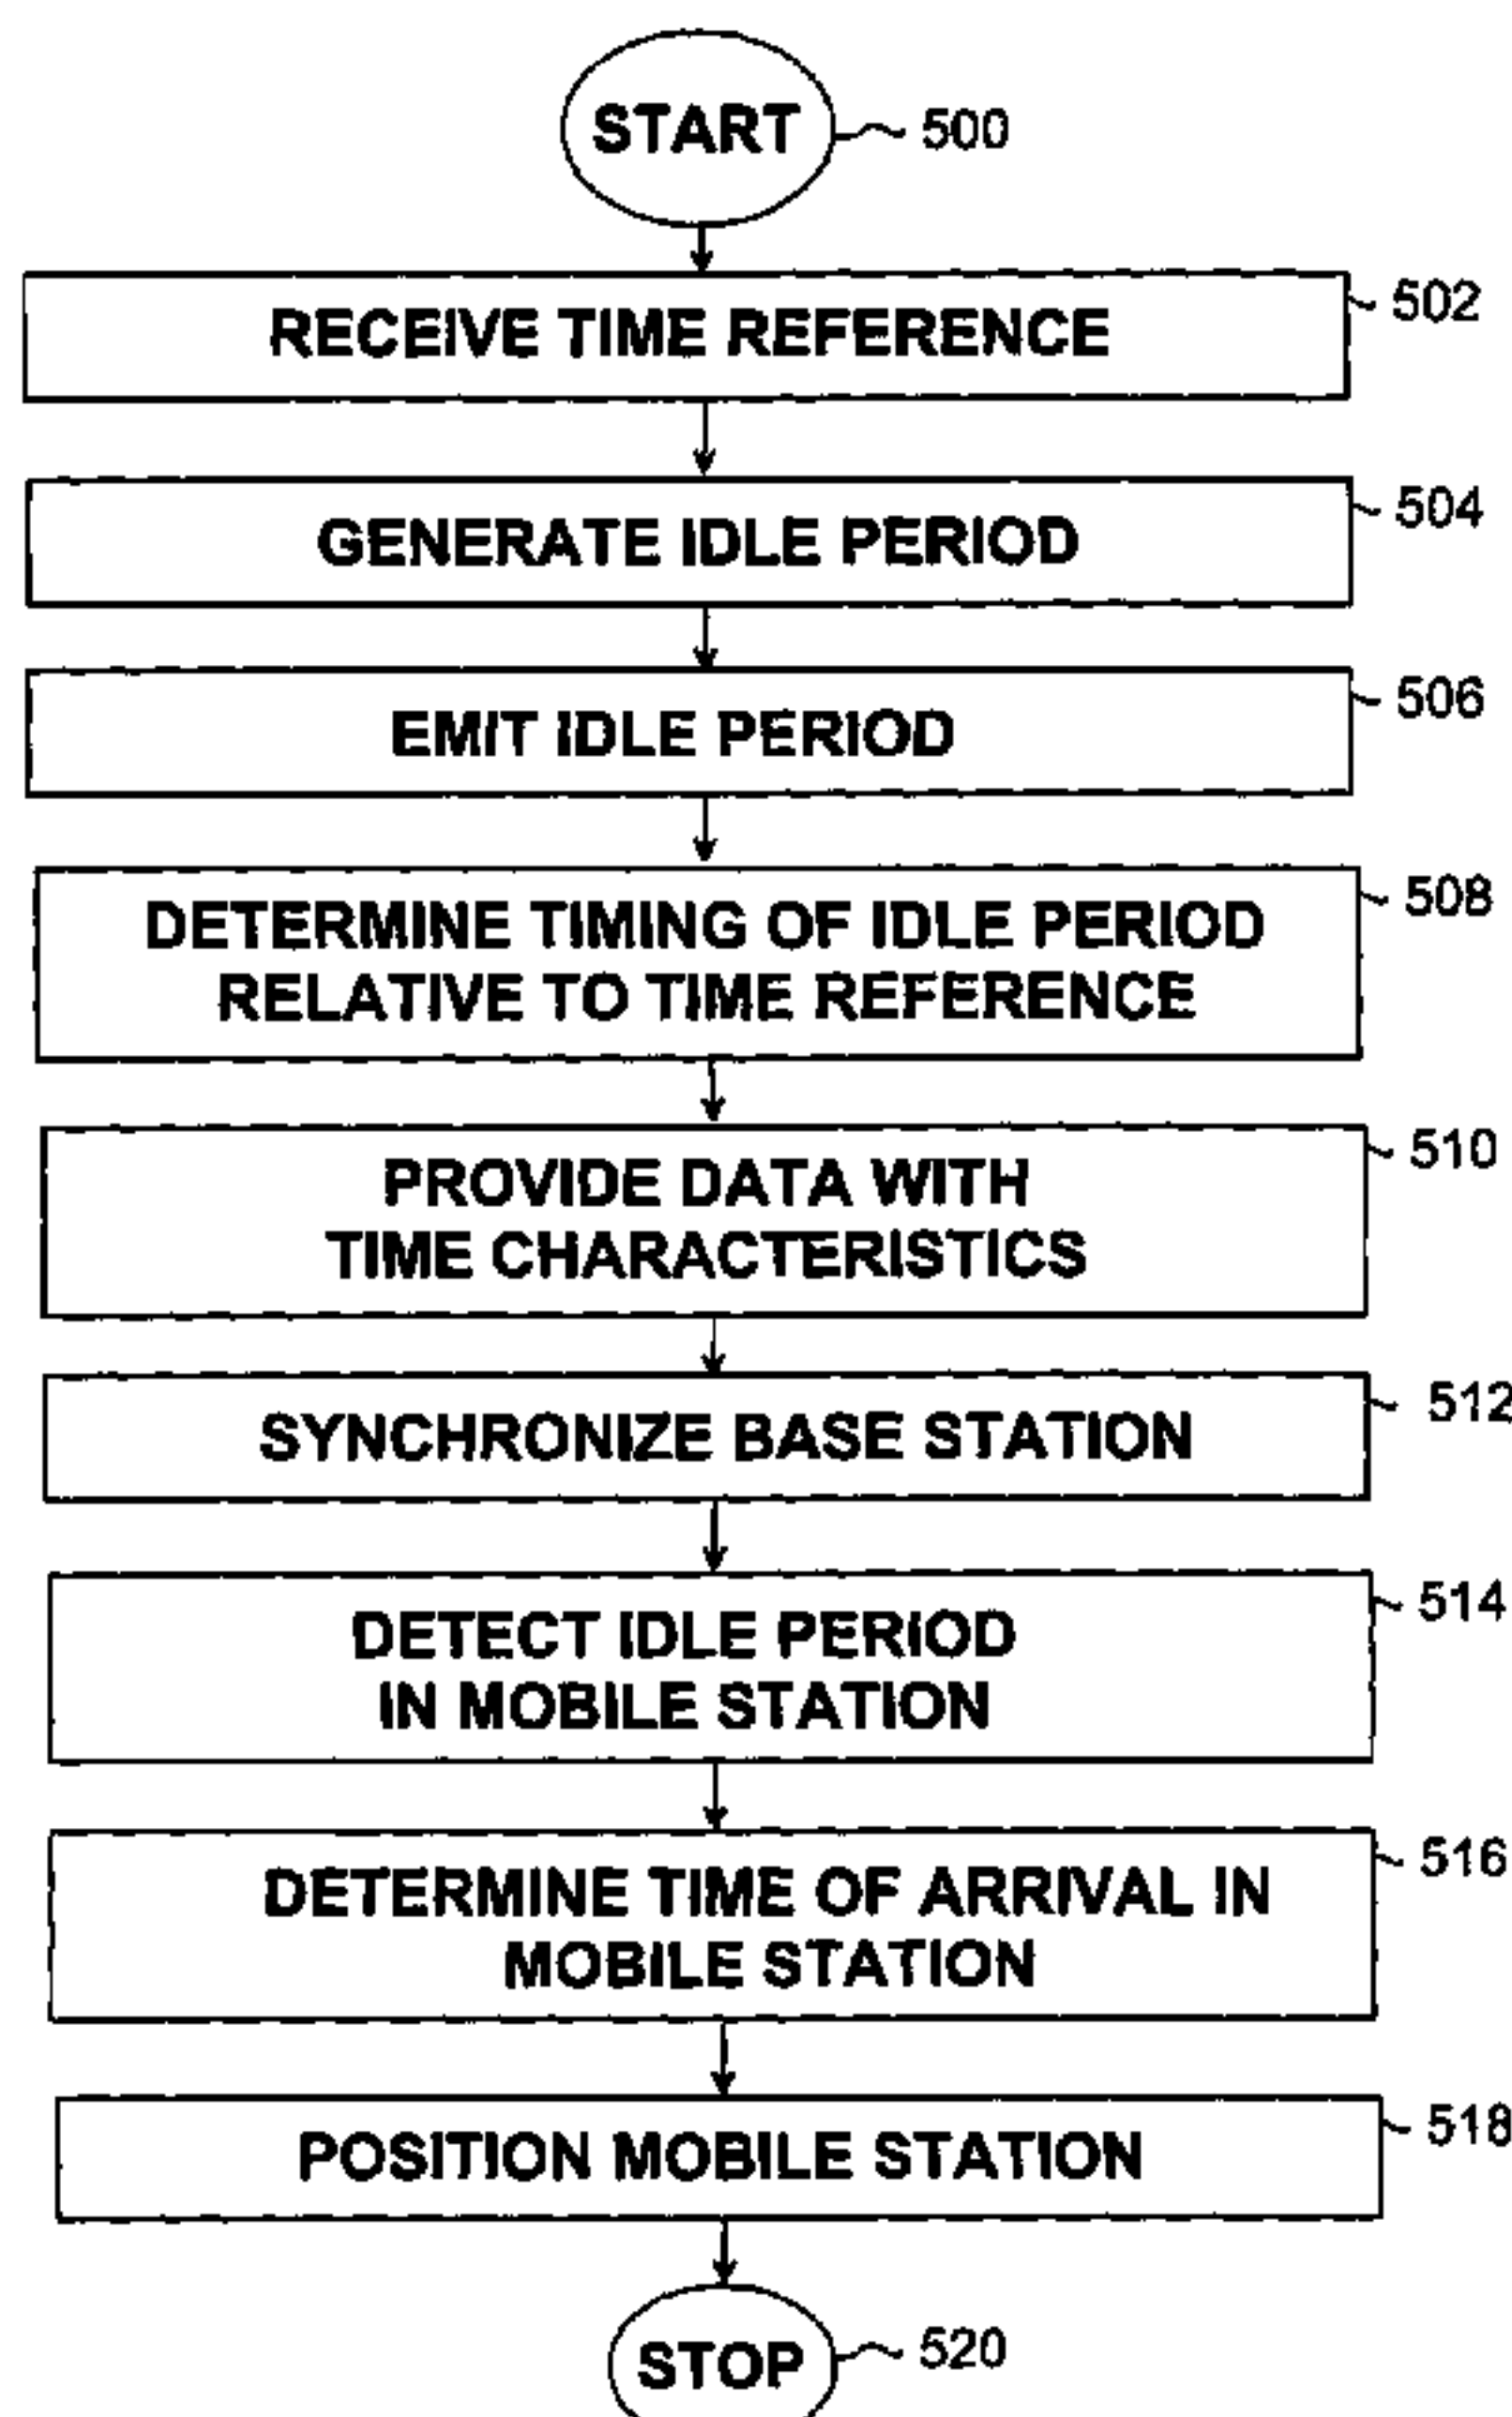 START
500
RECEIVE TIME REFERENCE
502
GENERATE IDLE PERIOD
504
EMIT IDLE PERIOD
506
DETERMINE TIMING OF IDLE PERIOD
RELATIVE TO TIME REFERENCE
508
PROVIDE DATA WITH
TIME CHARACTERISTICS
510
SYNCHRONIZE BASE STATION
512
DETECT IDLE PERIOD
IN MOBILE STATION
514
DETERMINE TIME OF ARRIVAL IN
MOBILE STATION
516
POSITION MOBILE STATION
518
STOP
520